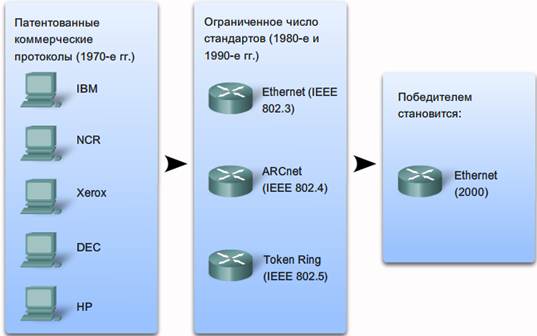 Патентованные
коммерческие
протоколы (1970-е гг.)
IBM
NCR
Xerox
DEC
HP
Ограниченное число
стандартов (1980-е и
1990-е гг.)
Ethernet (IEEE
802.3)
ARCnet
(IEEE 802.4)
Token Ring
(IEEE 802.5)
Победителем
становится:
Ethernet
(2000)